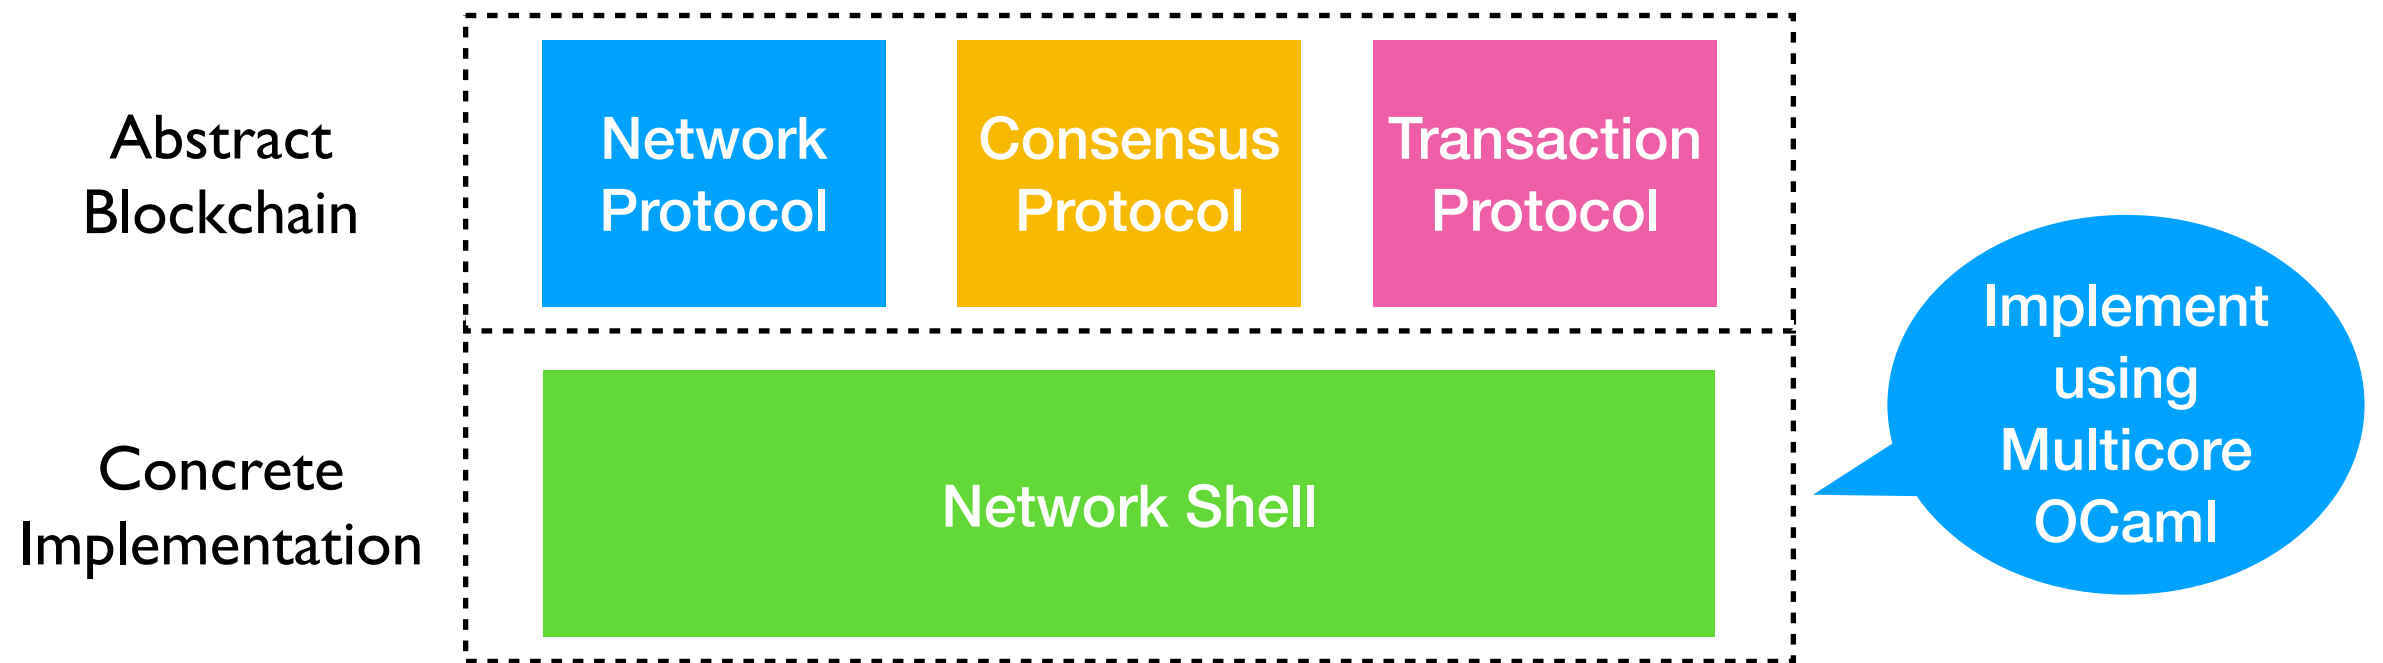 Abstract
Blockchain
Network
Protocol
Consensus
Protocol
Transaction
Protocol
Concrete
Implementation
Network Shell
Implement
using
Multicore
OCaml